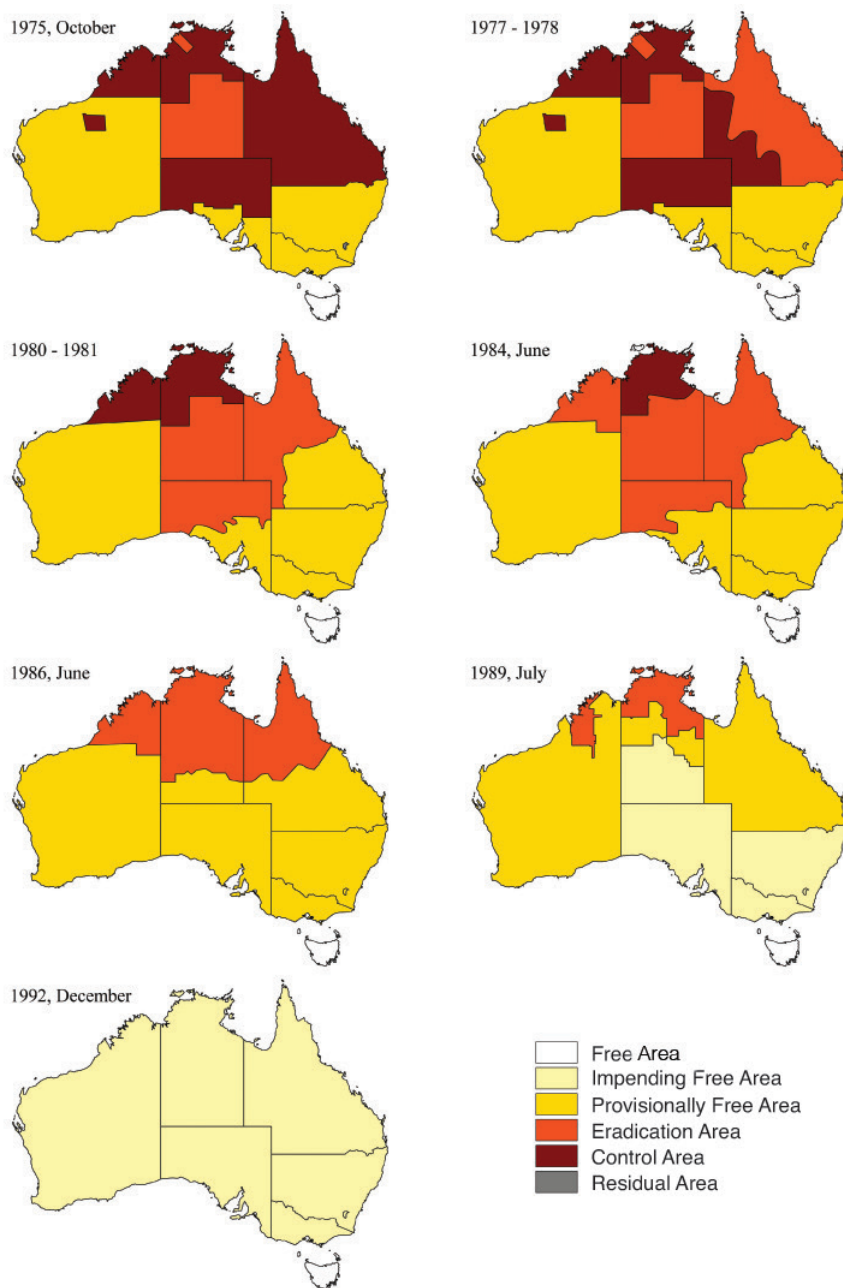 1975, October
1977 - 1978
1980 - 1981
1984, June
1986, June
1989, July
1992, December
Free Area
Impending Free Area
Provisionally Free Area
Eradication Area
Control Area
Residual Area